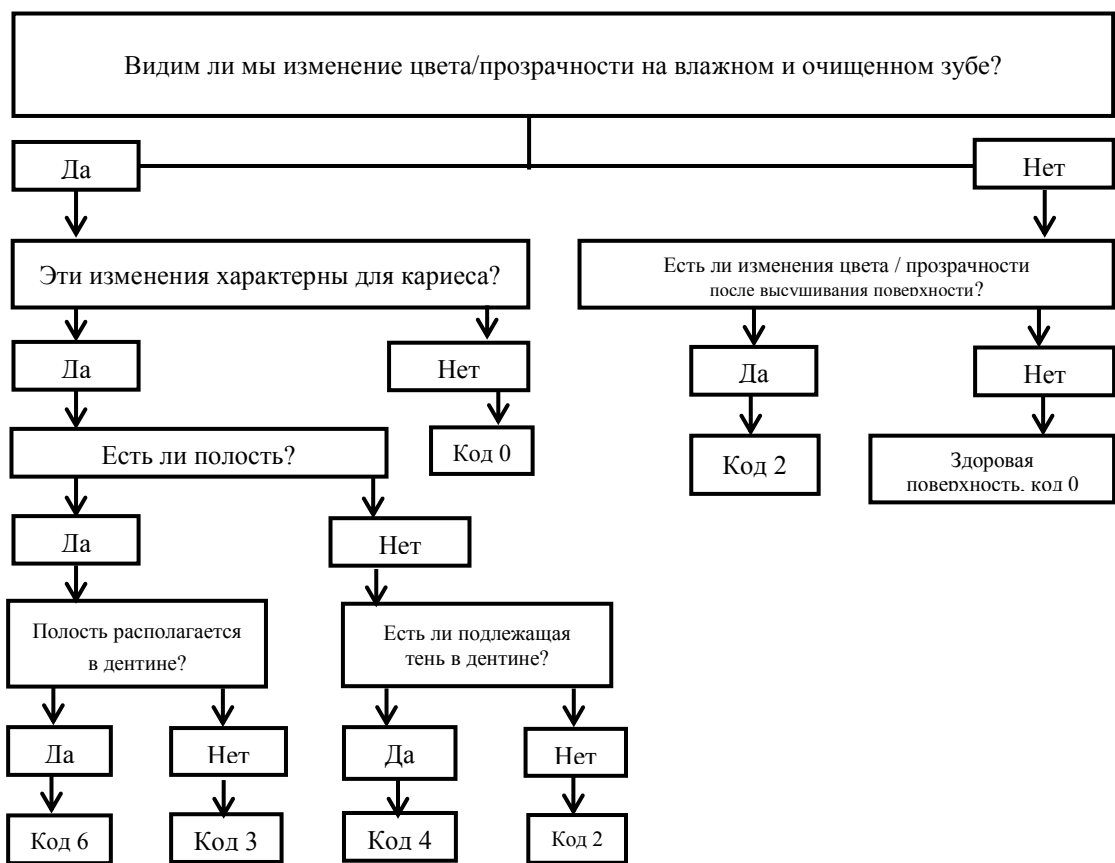 Видим ли мы изменение цвета/прозрачности на влажном и очищенном зубе?
Да
Нет
Эти изменения характерны для кариеса?
Есть ли изменения цвета / прозрачности
после высушивания поверхности?
Да
Нет
Да
Нет
Есть ли полость?
Код 0
Код 2
Здоровая
поверхность, код 0
Да
Нет
Полость располагается
в дентине?
Есть ли подлежащая
тень в дентине?
Да
Нет
Да
Нет
Код 6
Код 3
Код 4
Код 2